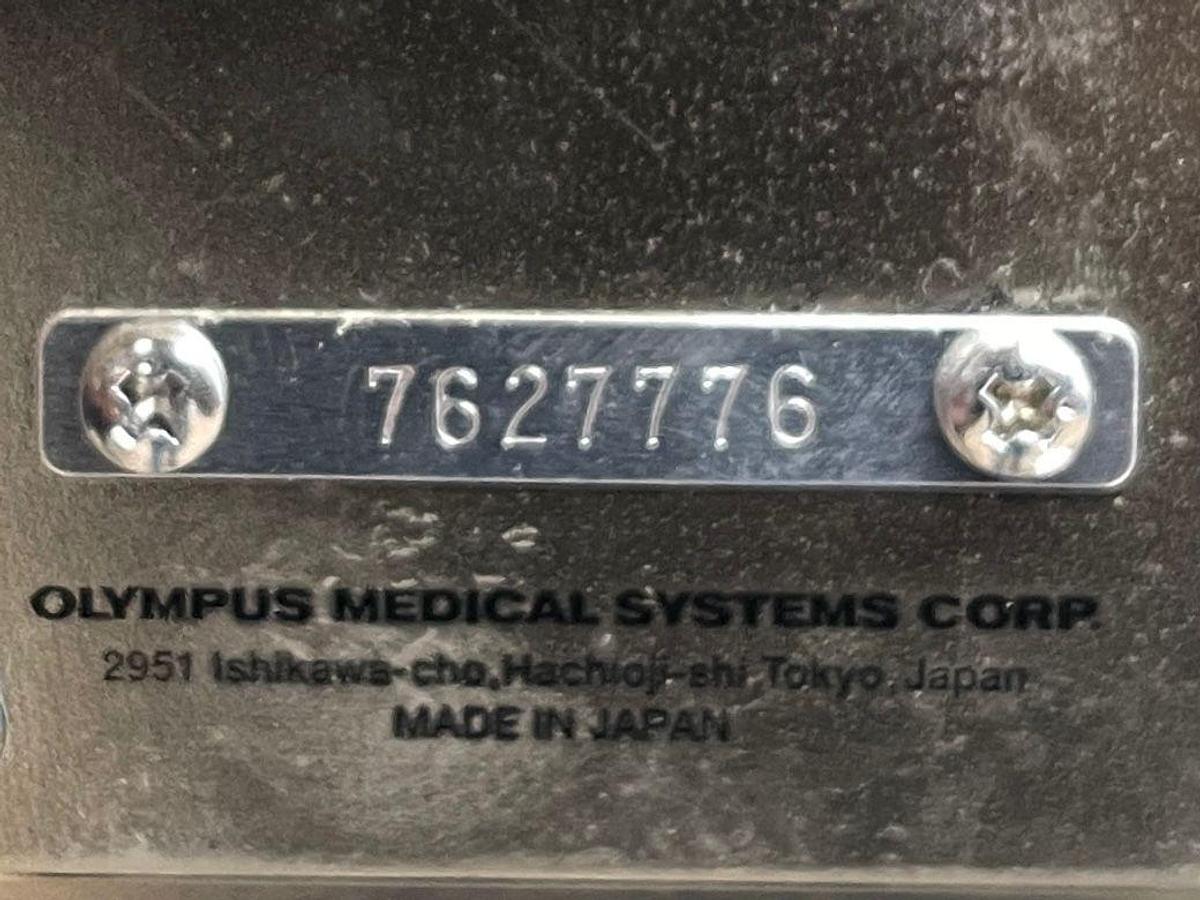 7627776
OLYMPUS MEDICAL SYSTEMS CORP.
2951 Ishikawa-cho, Hachioji-shi Tokyo, Japan
MADE IN JAPAN